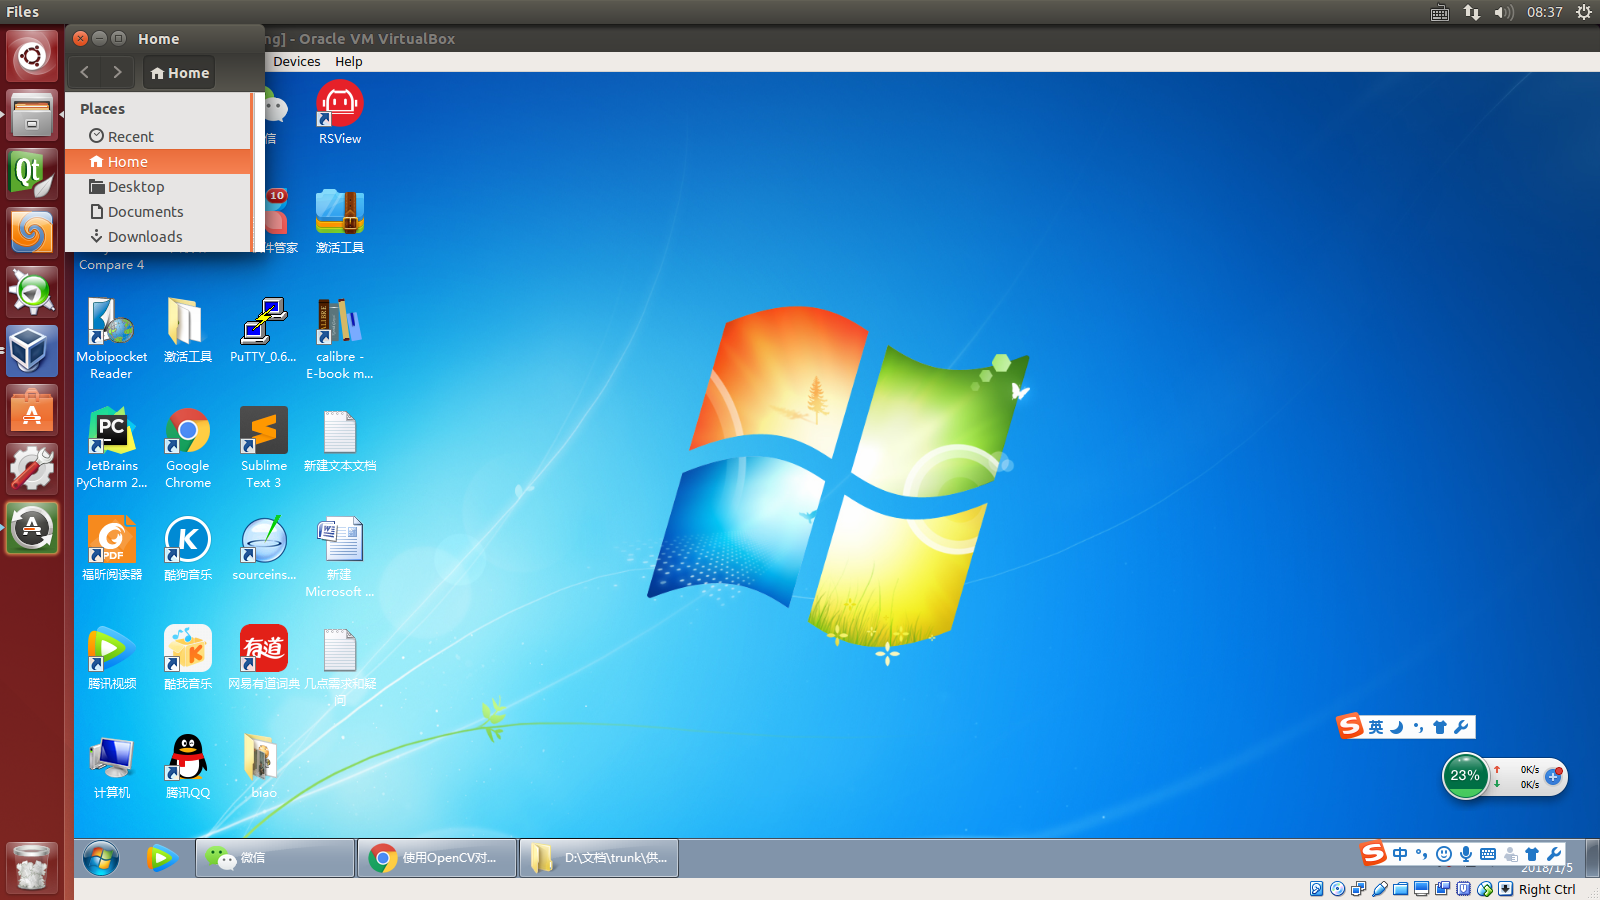 Files
08:37
Home
ng] - Oracle VM VirtualBox
Home
Devices
Help
Places
Recent
Home
Desktop
Documents
Downloads
信
RSView
10
件管家
激活工具
Compare 4
Mobipocket
Reader
激活工具
PuTTY_0.6...
calibre -
E-book m...
JetBrains
PyCharm 2...
Google
Chrome
Sublime
Text 3
新建文本文档
福昕阅读器
酷狗音乐
sourceins...
新建
Microsoft ...
腾讯视频
酷我音乐
有道
网易有道词典
几点需求和疑
问
计算机
腾讯QQ
biao
英
23%
0K/s
0K/s
微信
使用OpenCV对...
D:\文档\trunk\供...
中
2018/1/5
Right Ctrl